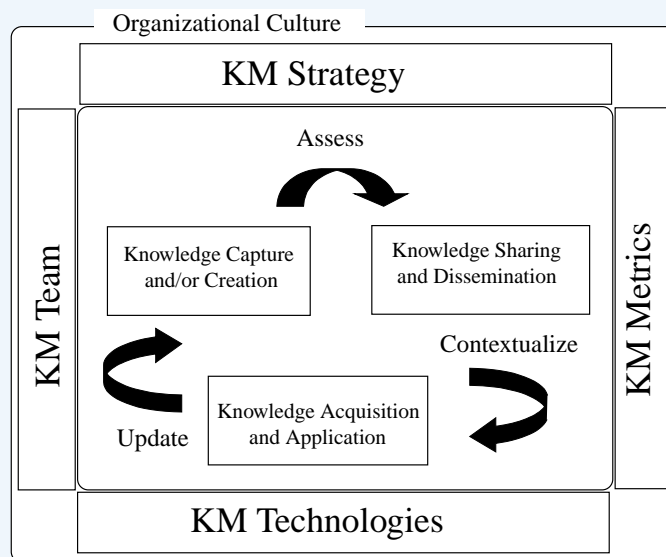 Organizational Culture
KM Strategy
Assess
KM Team
Knowledge Capture
and/or Creation
Knowledge Sharing
and Dissemination
KM Metrics
Contextualize
Update
Knowledge Acquisition
and Application
KM Technologies